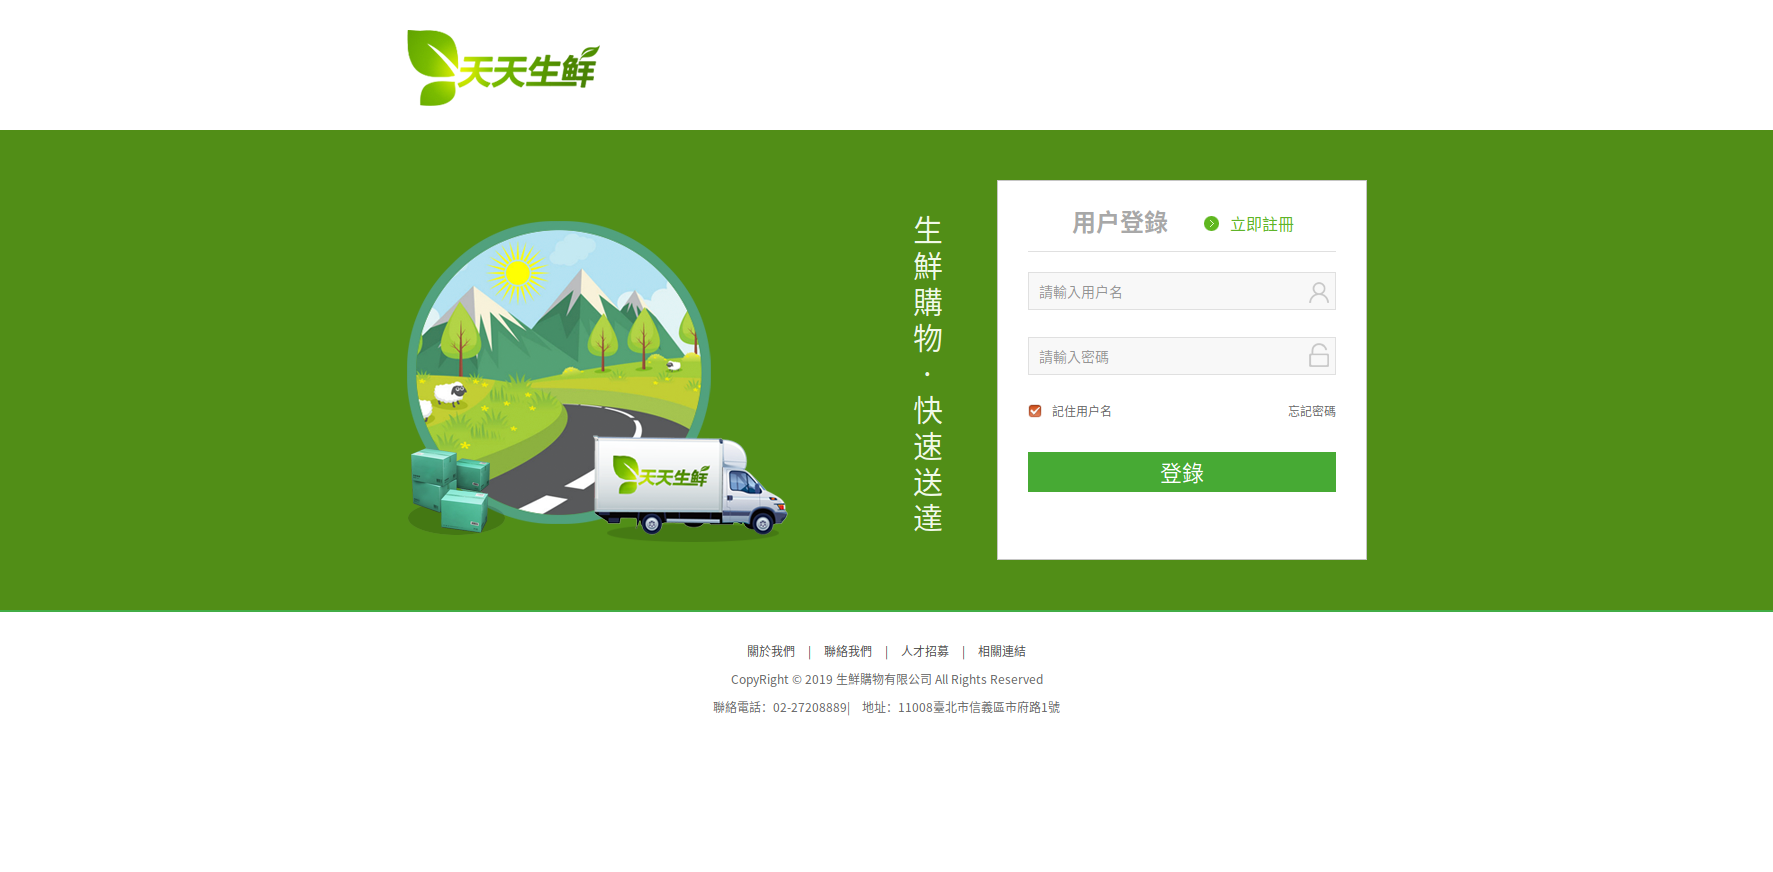 天天生鲜
生鮮購物·快速送達
用户登錄 立即註冊
請輸入用户名
請輸入密碼
記住用户名 忘記密碼
登錄
天天生鲜
關於我們 | 聯絡我們 | 人才招募 | 相關連結
CopyRight © 2019 生鮮購物有限公司 All Rights Reserved
聯絡電話：02-27208889| 地址：11008臺北市信義區市府路1號